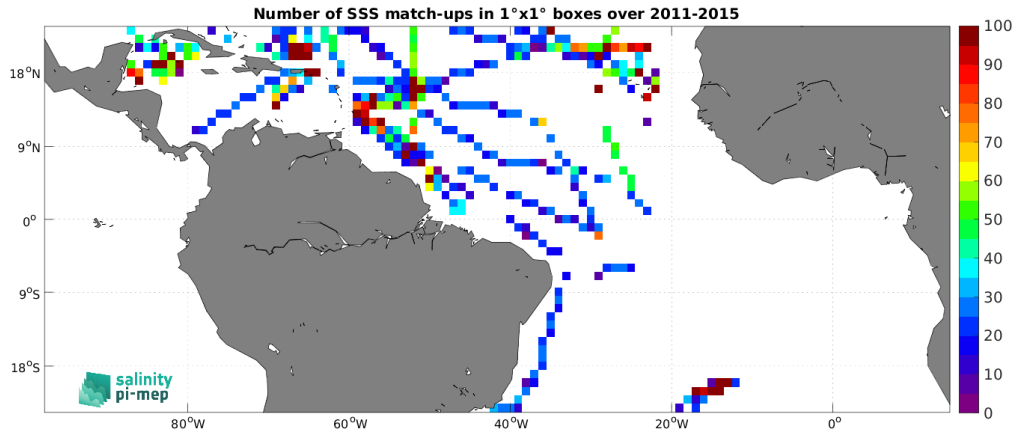 Number of SSS match-ups in 1°x1° boxes over 2011-2015
100
90
80
70
60
50
40
30
20
10
0
18°N
9°N
0°
9°S
18°S
salinity
pi-mep
80°W
60°W
40°W
20°W
0°